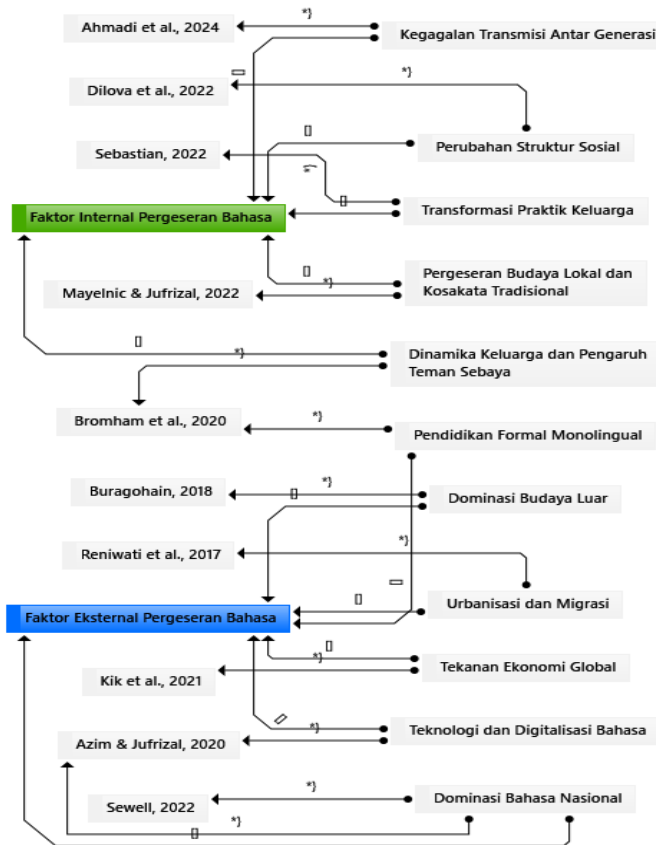 Ahmadi et al., 2024
*}
Kegagalan Transmisi Antar Generasi
[]
Dilova et al., 2022
*}
[]
Perubahan Struktur Sosial
Sebastian, 2022
*}
[]
Transformasi Praktik Keluarga
Faktor Internal Pergeseran Bahasa
[]
*}
Pergeseran Budaya Lokal dan
Kosakata Tradisional
Mayelnic & Jufrizal, 2022
[]
*}
Dinamika Keluarga dan Pengaruh
Teman Sebaya
Bromham et al., 2020
*}
Pendidikan Formal Monolingual
Buragohain, 2018
[]
*}
Dominasi Budaya Luar
Reniwati et al., 2017
*}
[]
[]
Urbanisasi dan Migrasi
Faktor Eksternal Pergeseran Bahasa
[]
*}
Tekanan Ekonomi Global
Kik et al., 2021
[]
*}
Teknologi dan Digitalisasi Bahasa
Azim & Jufrizal, 2020
*}
Dominasi Bahasa Nasional
Sewell, 2022
[]
*}